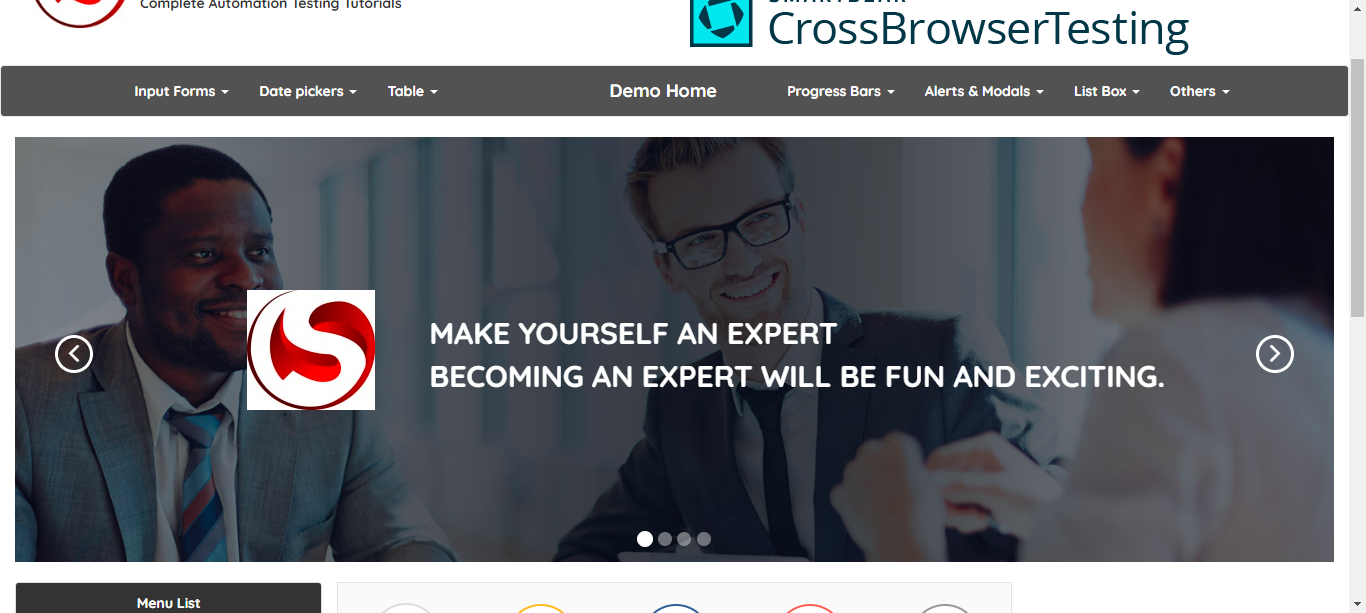 Complete Automation Testing Tutorials
SMARTBEAR
CrossBrowserTesting
Input Forms
Date pickers
Table
Demo Home
Progress Bars
Alerts & Modals
List Box
Others
MAKE YOURSELF AN EXPERT
BECOMING AN EXPERT WILL BE FUN AND EXCITING.
Menu List